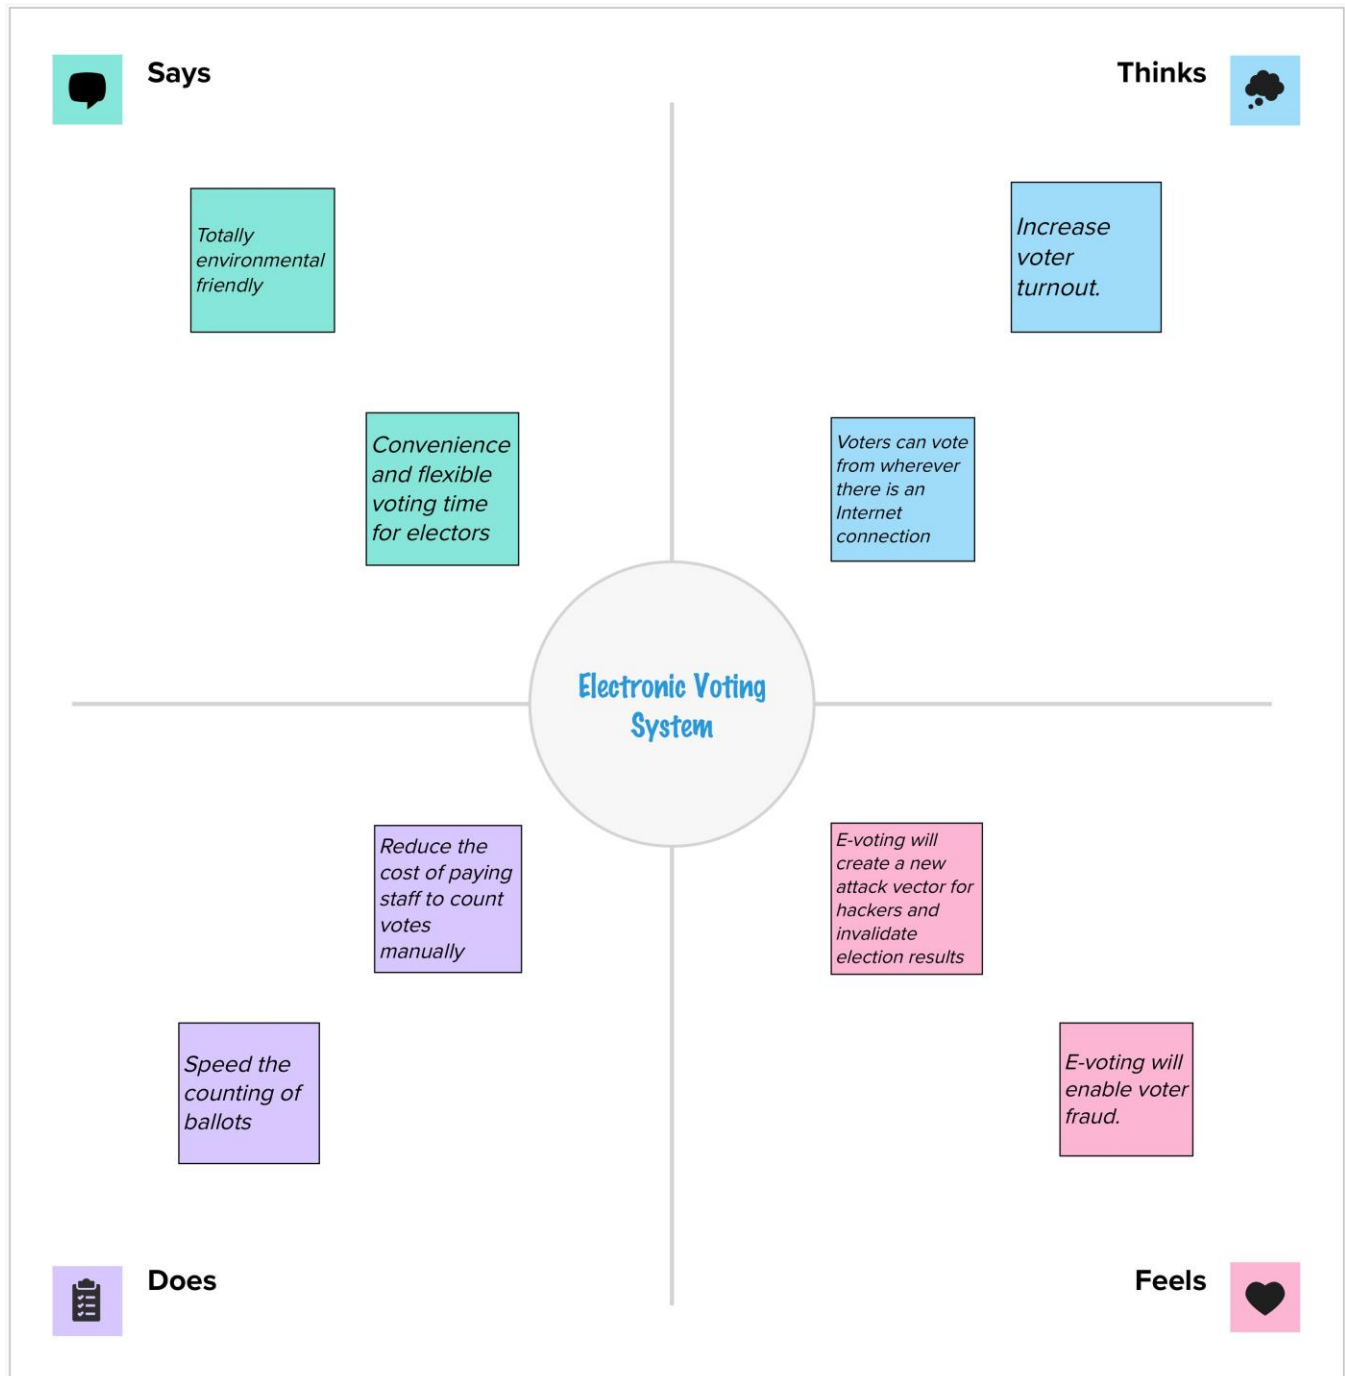 Says
Thinks
Totally
environmental
friendly
Increase
voter
turnout.
Convenience
and flexible
voting time
for electors
Voters can vote
from wherever
there is an
Internet
connection
Electronic Voting
System
Reduce the
cost of paying
staff to count
votes
manually
E-voting will
create a new
attack vector for
hackers and
invalidate
election results
Speed the
counting of
ballots
E-voting will
enable voter
fraud.
Does
Feels